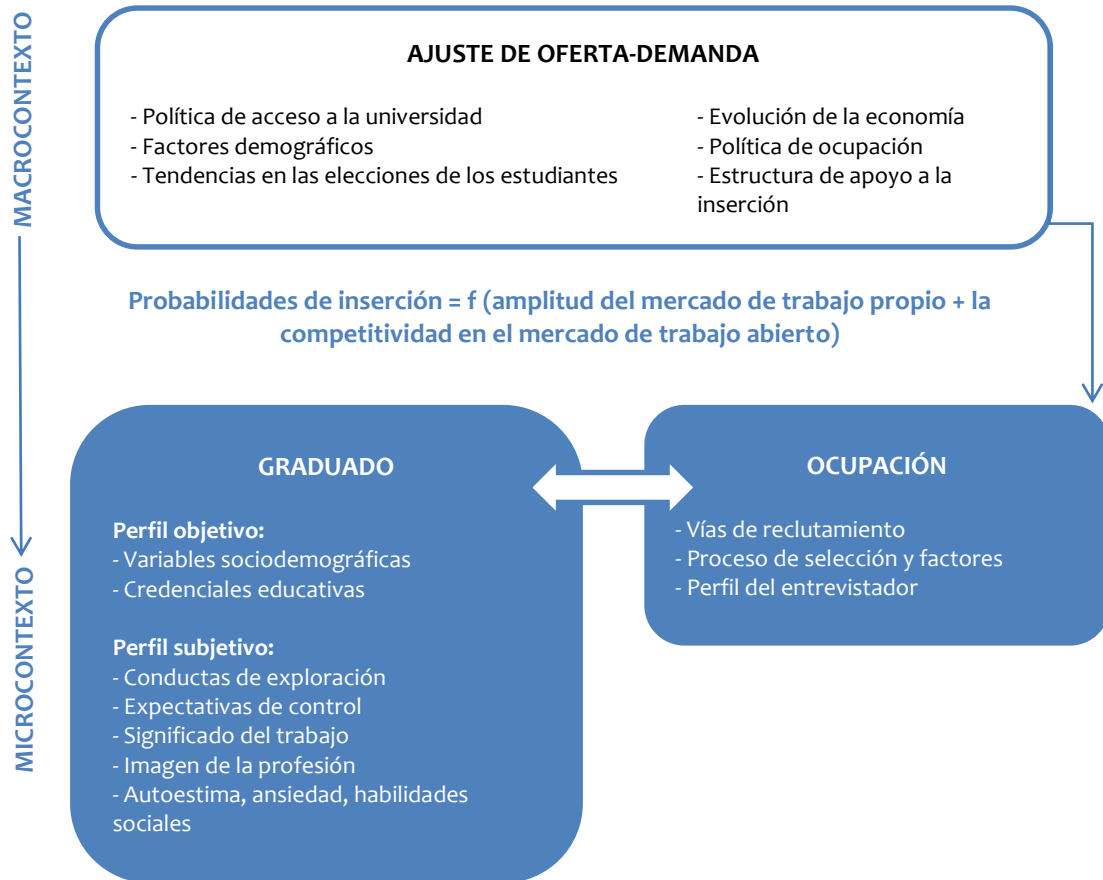 MACROCONTEXTO
AJUSTE DE OFERTA-DEMANDA
- Política de acceso a la universidad
- Factores demográficos
- Tendencias en las elecciones de los estudiantes
- Evolución de la economía
- Política de ocupación
- Estructura de apoyo a la
inserción
Probabilidades de inserción = f (amplitud del mercado de trabajo propio + la
competitividad en el mercado de trabajo abierto)
MICROCONTEXTO
GRADUADO
Perfil objetivo:
- Variables sociodemográficas
- Credenciales educativas
Perfil subjetivo:
- Conductas de exploración
- Expectativas de control
- Significado del trabajo
- Imagen de la profesión
- Autoestima, ansiedad, habilidades
sociales
OCUPACIÓN
- Vías de reclutamiento
- Proceso de selección y factores
- Perfil del entrevistador